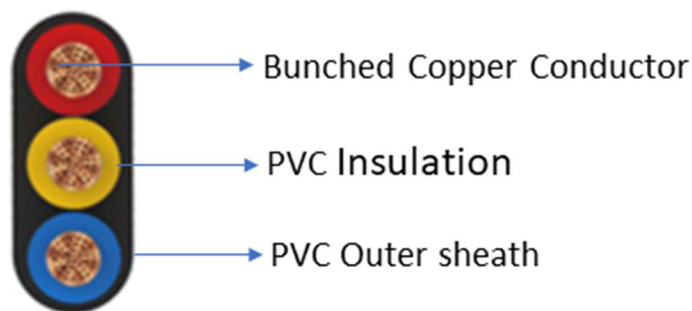 Bunched Copper Conductor
PVC Insulation
PVC Outer sheath